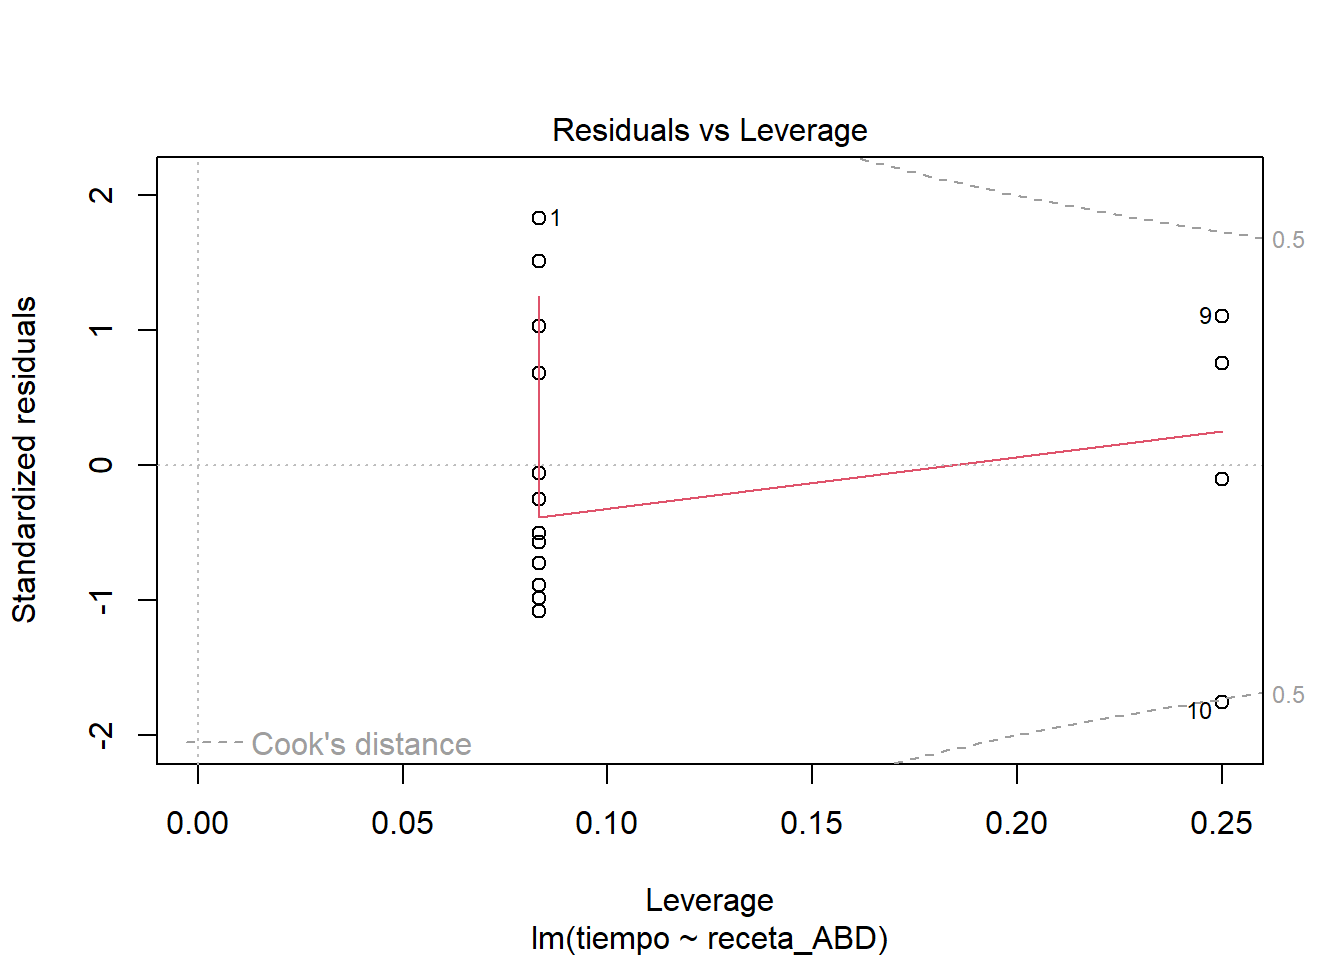 Residuals vs Leverage
Standardized residuals
2
1
0
-1
-2
1
9
10
0.5
0.5
Cook's distance
0.00 0.05 0.10 0.15 0.20 0.25
Leverage
lm(tiempo ~ receta_ABD)